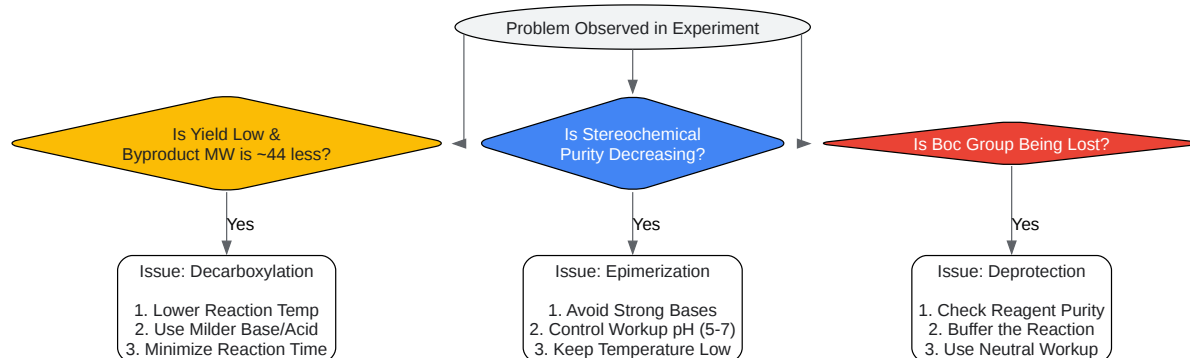 Problem Observed in Experiment
Is Yield Low &
Byproduct MW is ~44 less?
Is Stereochemical
Purity Decreasing?
Is Boc Group Being Lost?
Yes
Yes
Yes
Issue: Decarboxylation
1. Lower Reaction Temp
2. Use Milder Base/Acid
3. Minimize Reaction Time
Issue: Epimerization
1. Avoid Strong Bases
2. Control Workup pH (5-7)
3. Keep Temperature Low
Issue: Deprotection
1. Check Reagent Purity
2. Buffer the Reaction
3. Use Neutral Workup